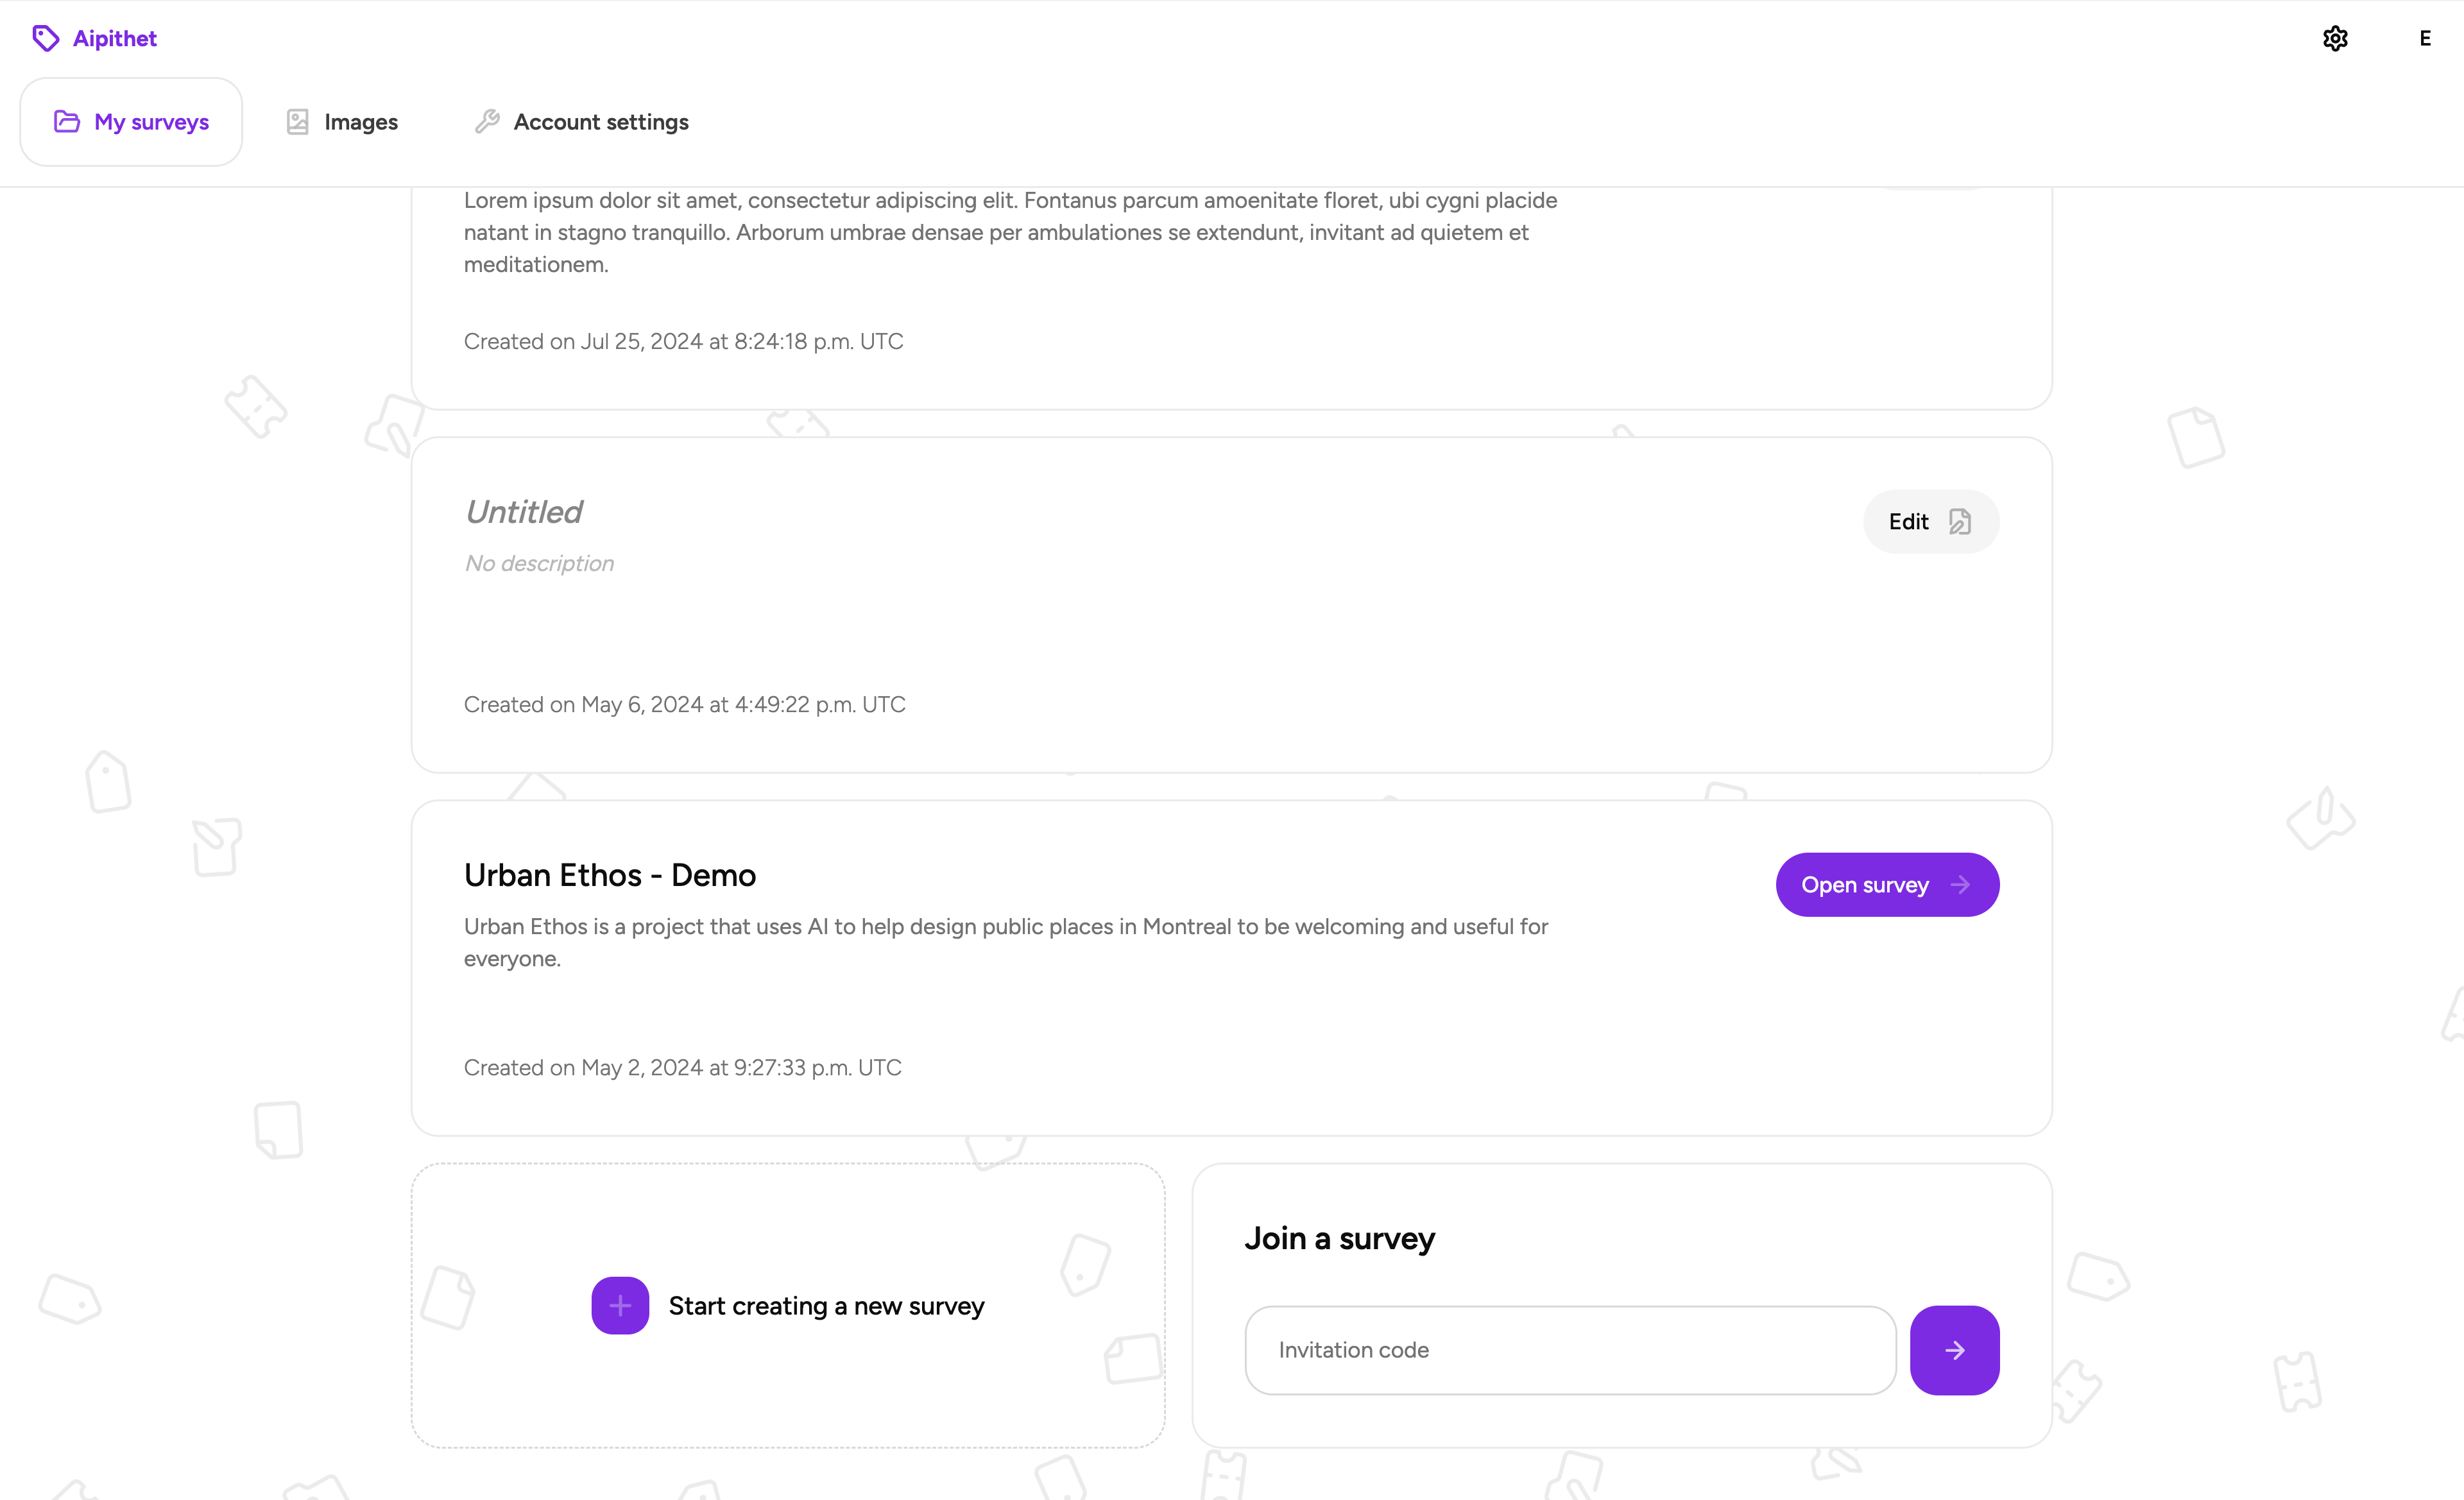 Aipithet
E
My surveys
Images
Account settings
Lorem ipsum dolor sit amet, consectetur adipiscing elit. Fontanus parcum amoenitate floret, ubi cygni placide
natant in stagno tranquillo. Arborum umbrae densae per ambulationes se extendunt, invitant ad quietem et
meditationem.
Created on Jul 25, 2024 at 8:24:18 p.m. UTC
Untitled
Edit
No description
Created on May 6, 2024 at 4:49:22 p.m. UTC
Urban Ethos - Demo
Open survey
Urban Ethos is a project that uses AI to help design public places in Montreal to be welcoming and useful for
everyone.
Created on May 2, 2024 at 9:27:33 p.m. UTC
Start creating a new survey
Join a survey
Invitation code